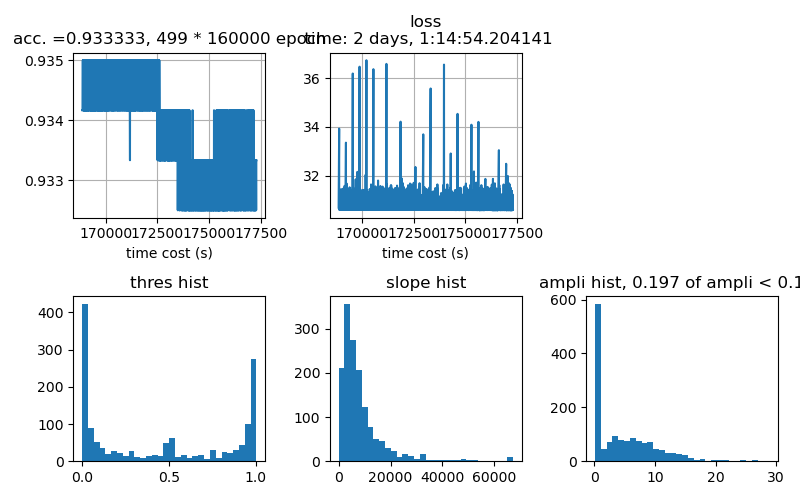 loss
acc. =0.933333, 499 * 160000 epoch
time: 2 days, 1:14:54.204141
0.935
0.934
0.933
170000 172500 175000 177500
time cost (s)
36
34
32
170000 172500 175000 177500
time cost (s)
thres hist
400
300
200
100
0
0.0 0.5 1.0
slope hist
300
200
100
0
0 20000 40000 60000
ampli hist, 0.197 of ampli < 0.1
600
400
200
0
0 10 20 30